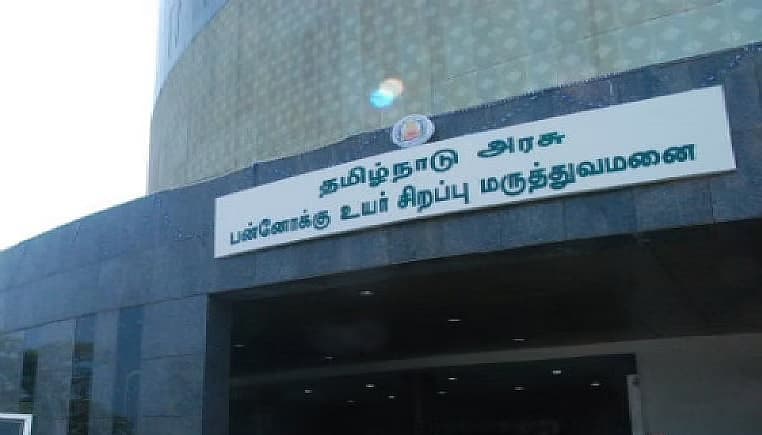 தமிழ்நாடு அரசு
பன்னோக்கு உயர் சிறப்பு மருத்துவமனை